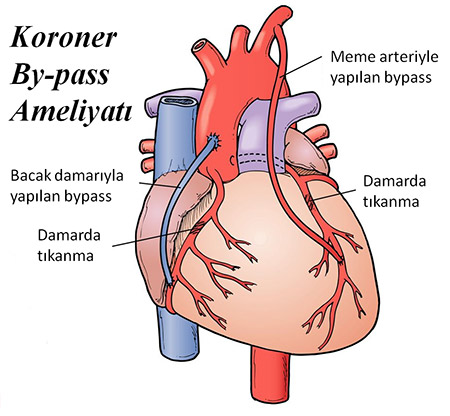 Koroner
By-pass
Ameliyatı
Meme arteriyle
yapılan bypass
Bacak damarıyla
yapılan bypass
Damarda
tıkanma
Damarda
tıkanma